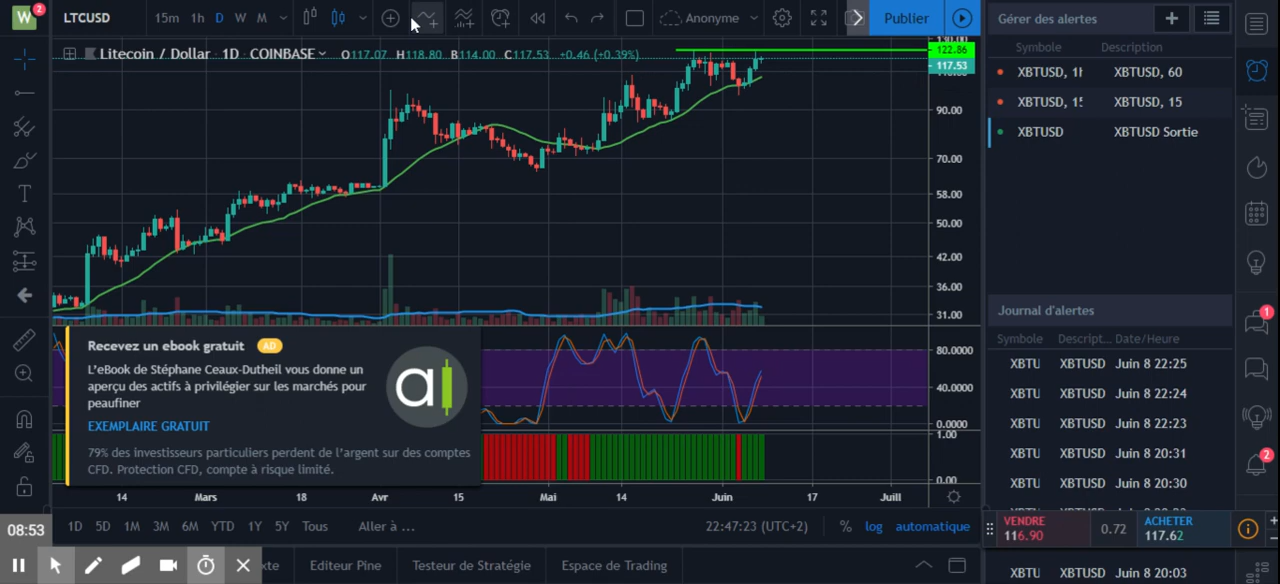 W 2 LTCUSD 15m 1h D W M Anonyme Publier
Gérer des alertes
Litecoin / Dollar · 1D · COINBASE O117.07 H118.80 B114.00 C117.53 +0.46 (+0.39%)
Symbole Description
XBTUSD, 60
XBTUSD, 15
XBTUSD XBTUSD Sortie
130.00
122.86
117.53
90.00
70.00
58.00
50.00
42.00
36.00
31.00
80.0000
40.0000
0.0000
1.00
0.00
Recevez un ebook gratuit AD
L'eBook de Stéphane Ceaux-Dutheil vous donne un
aperçu des actifs à privilégier sur les marchés pour
peaufiner
EXEMPLAIRE GRATUIT
79% des investisseurs particuliers perdent de l'argent sur des comptes
CFD. Protection CFD, compte à risque limité.
14 Mars 18 Avr 15 Mai 14 Juin 17 Juill
Journal d'alertes
Symbole Descript... Date/Heure
XBTU XBTUSD Juin 8 22:25
XBTU XBTUSD Juin 8 22:24
XBTU XBTUSD Juin 8 22:23
XBTU XBTUSD Juin 8 20:31
XBTU XBTUSD Juin 8 20:30
1
2
08:53 1D 5D 1M 3M 6M YTD 1Y 5Y Tous Aller à ... 22:47:23 (UTC+2) % log automatique
VENDRE
116.90
0.72
ACHETER
117.62
xte Editeur Pine Testeur de Stratégie Espace de Trading
XBTU XBTUSD Juin 8 20:03